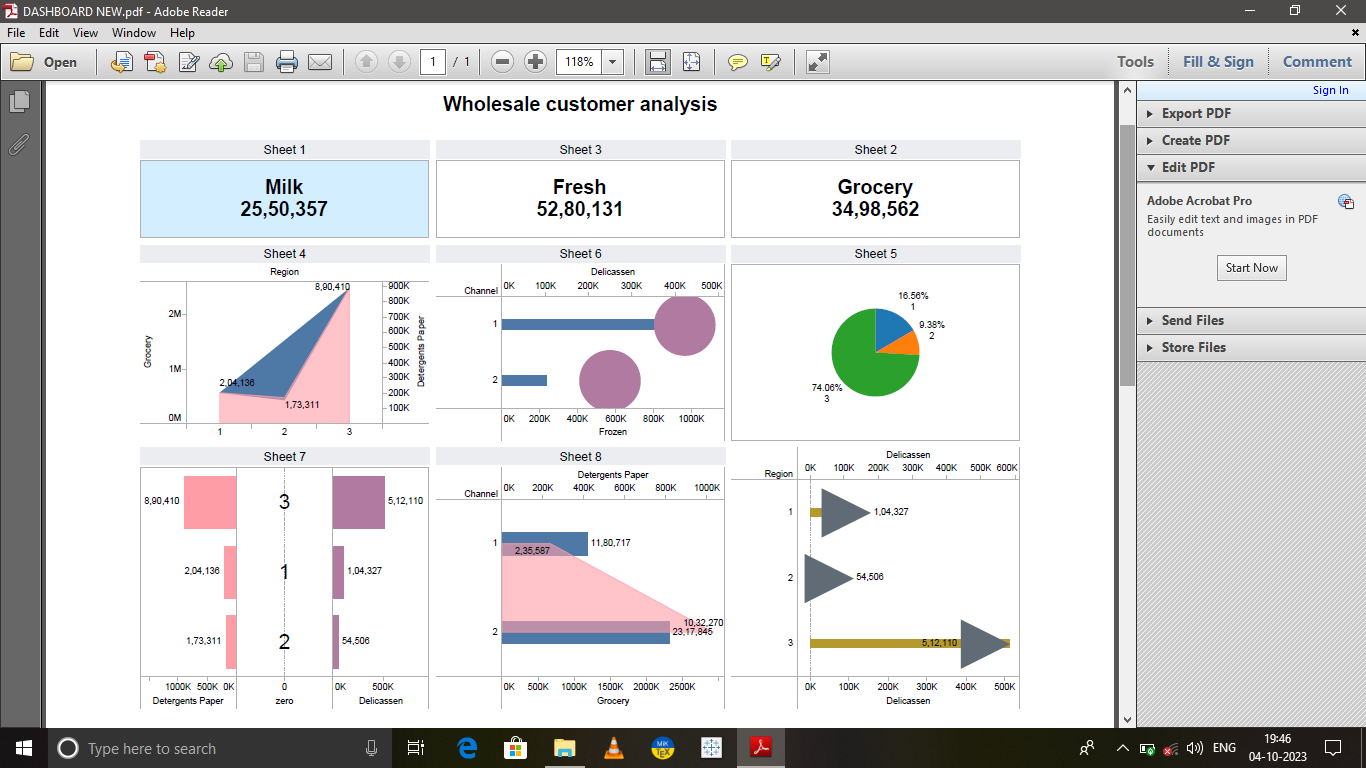 DASHBOARD NEW.pdf - Adobe Reader
File Edit View Window Help
Open 1 / 1 118% Tools Fill & Sign Comment
Sign In
Export PDF
Create PDF
Edit PDF
Adobe Acrobat Pro
Easily edit text and images in PDF
documents
Start Now
Send Files
Store Files
Wholesale customer analysis
Sheet 1
Milk
25,50,357
Sheet 3
Fresh
52,80,131
Sheet 2
Grocery
34,98,562
Sheet 4
Region
8,90,410
2,04,136
1,73,311
Grocery
2M
1M
0M
Detergents Paper
900K
800K
700K
600K
500K
400K
300K
200K
100K
1 2 3
Sheet 6
Delicassen
Channel 0K 100K 200K 300K 400K 500K
1
2
0K 200K 400K 600K 800K 1000K
Frozen
Sheet 5
16.56%
1
9.38%
2
74.06%
3
Sheet 7
8,90,410 3 5,12,110
2,04,136 1 1,04,327
1,73,311 2 54,506
1000K 500K 0K 0 0K 500K
Detergents Paper zero Delicassen
Sheet 8
Detergents Paper
Channel 0K 200K 400K 600K 800K 1000K
1 11,80,717
2,35,587
10,32,270
2 23,17,845
0K 500K 1000K 1500K 2000K 2500K
Grocery
Delicassen
Region 0K 100K 200K 300K 400K 500K 600K
1 1,04,327
2 54,506
3 5,12,110
0K 100K 200K 300K 400K 500K
Delicassen
Type here to search
ENG
19:46
04-10-2023